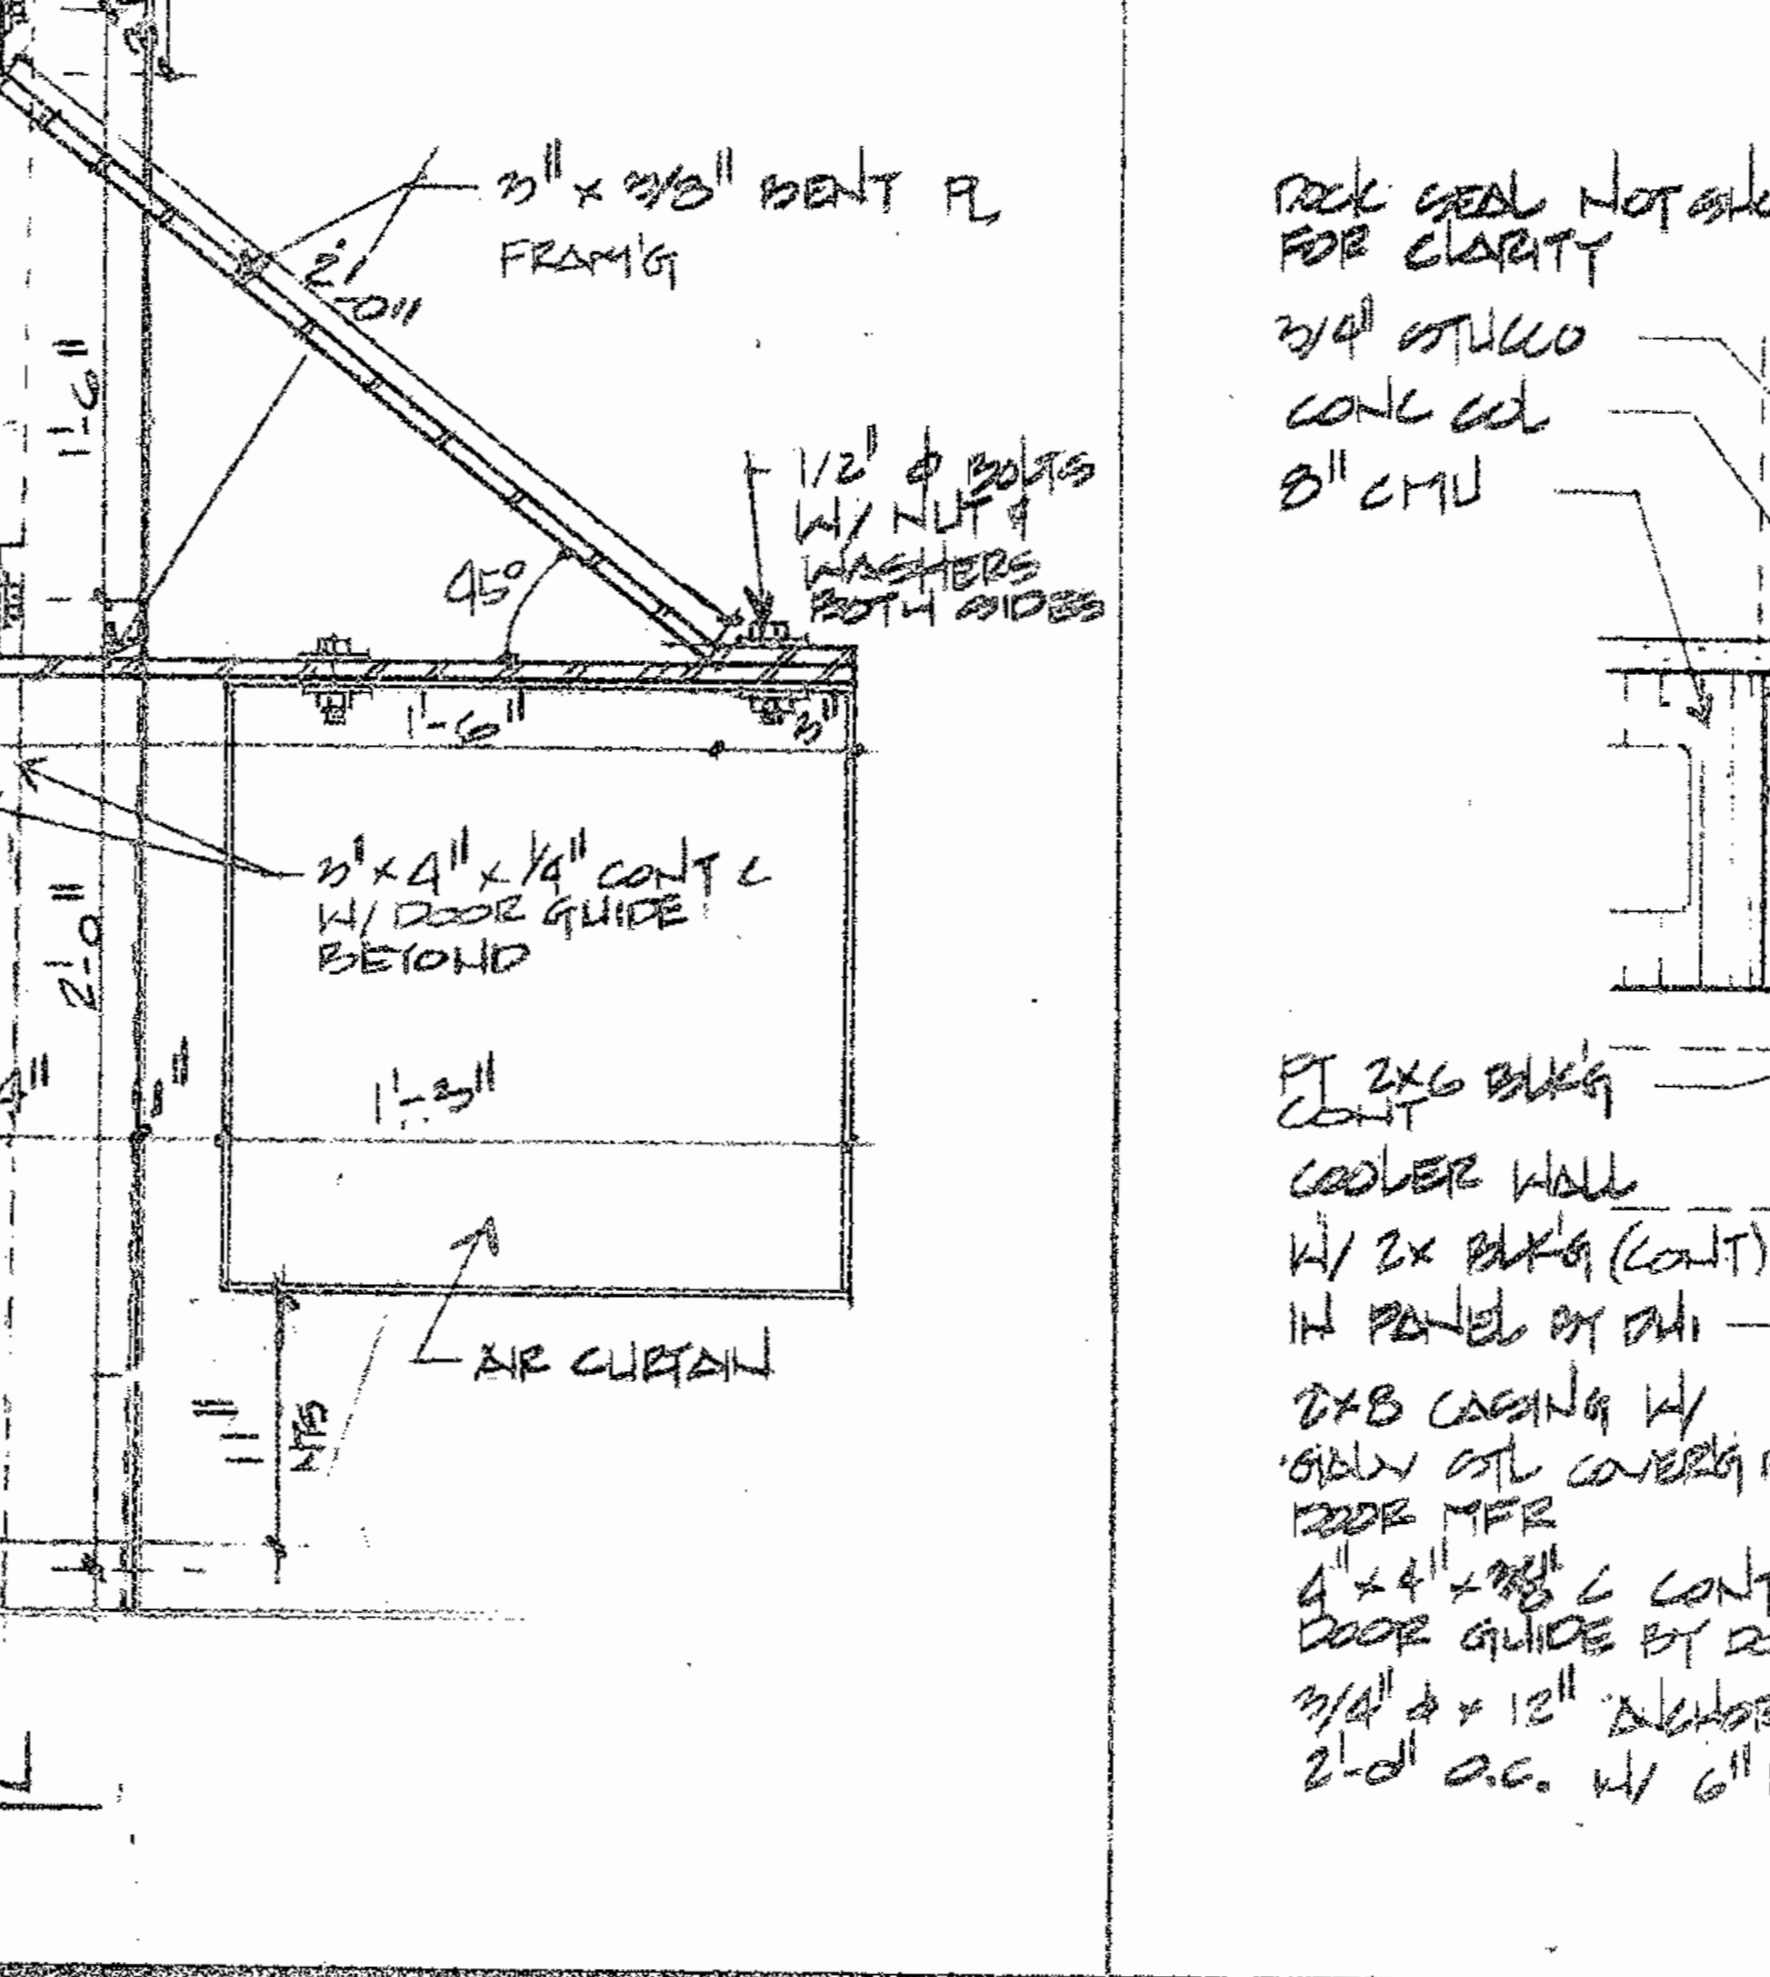 3" x 3/8" BENT PL
FRAM'G
2'
-0"
1'-6"
1/2" ø BOLTS
W/ NUT &
WASHERS
BOTH SIDES
45°
1'-6"
3"
3" x 4" x 1/4" CONT L
W/ DOOR GUIDE
BEYOND
2'-0"
1'-3"
AIR CURTAIN
1"
NTS
DOCK SEAL NOT SHO
FOR CLARITY
3/4" STUCCO
CONC COL
8" CMU
PT 2x6 BLK'G
CONT
COOLER WALL
W/ 2x BLK'G (CONT)
IN PANEL BY
2x8 CASING W/
GALV STL COVER'G
DOOR MFR
4" x 4" x 3/8" L CONT
DOOR GUIDE BY
3/4" ø x 12" ANCHOR
2'-0" O.C. W/ 6"